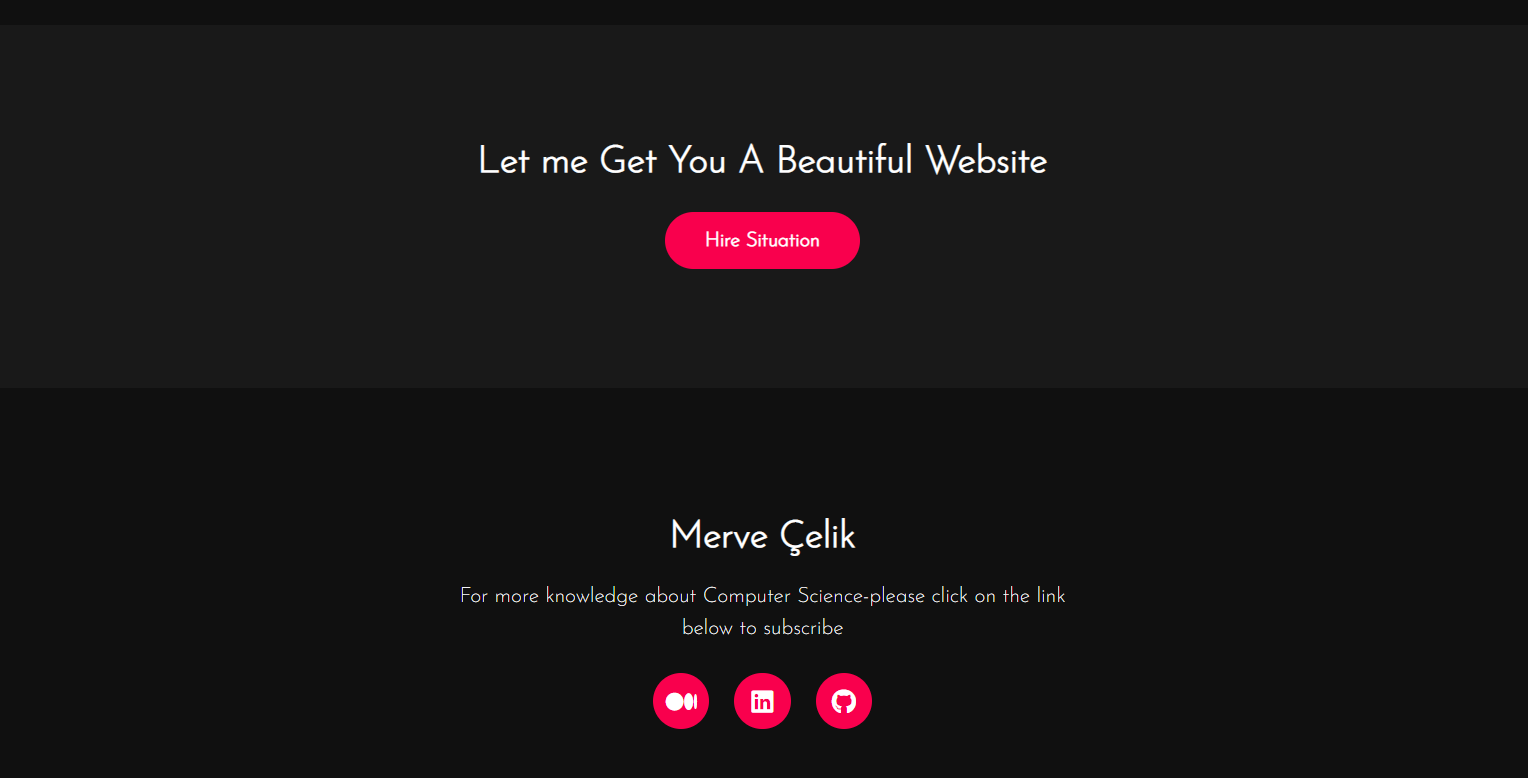 Let me Get You A Beautiful Website
Hire Situation
Merve Çelik
For more knowledge about Computer Science-please click on the link
below to subscribe
in